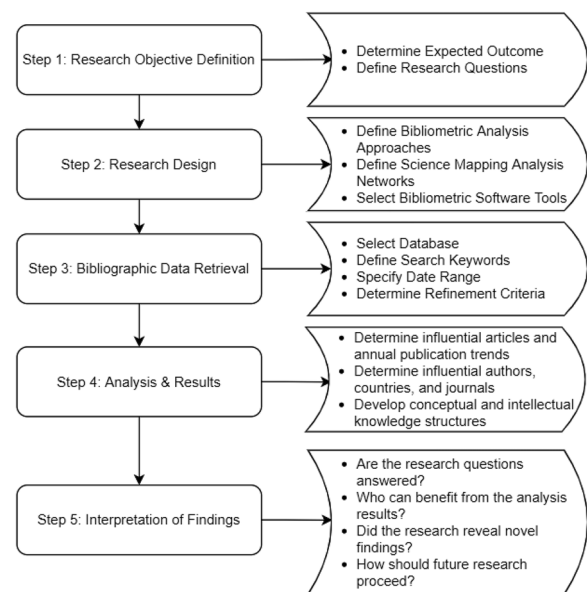 Step 1: Research Objective Definition
• Determine Expected Outcome
• Define Research Questions
Step 2: Research Design
• Define Bibliometric Analysis
Approaches
• Define Science Mapping Analysis
Networks
• Select Bibliometric Software Tools
Step 3: Bibliographic Data Retrieval
• Select Database
• Define Search Keywords
• Specify Date Range
• Determine Refinement Criteria
Step 4: Analysis & Results
• Determine influential articles and
annual publication trends
• Determine influential authors,
countries, and journals
• Develop conceptual and intellectual
knowledge structures
Step 5: Interpretation of Findings
• Are the research questions
answered?
• Who can benefit from the analysis
results?
• Did the research reveal novel
findings?
• How should future research
proceed?